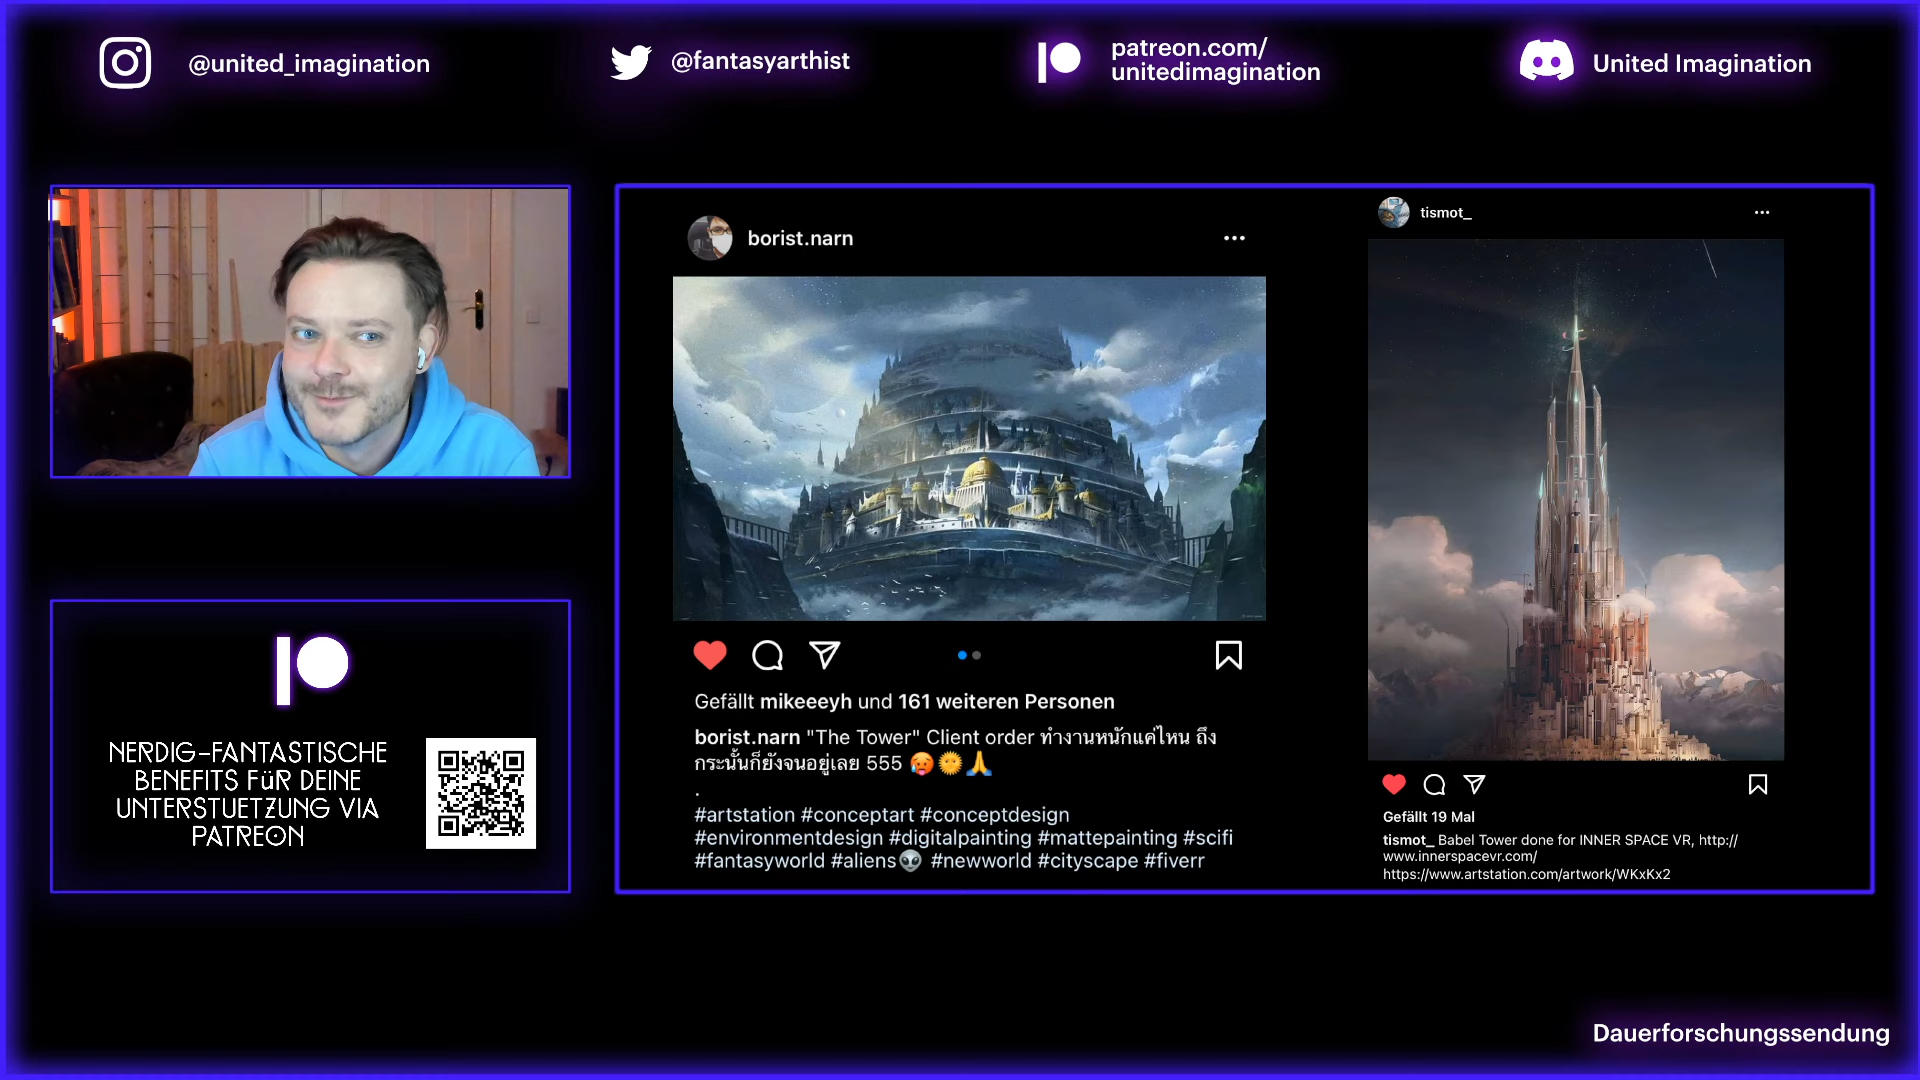 @united_imagination
@fantasyarthist
patreon.com/
unitedimagination
United Imagination
borist.narn
tismot_
Gefällt mikeeeyh und 161 weiteren Personen
borist.narn "The Tower" Client order ทำงานหนักแค่ไหน ถึง
กระนั้นก็ยังจนอยู่เลย 555 🥵🌞🙏
.
#artstation #conceptart #conceptdesign
#environmentdesign #digitalpainting #mattepainting #scifi
#fantasyworld #aliens👽 #newworld #cityscape #fiverr
Gefällt 19 Mal
tismot_ Babel Tower done for INNER SPACE VR, http://
www.innerspacevr.com/
https://www.artstation.com/artwork/WKxKx2
NERDIG-FANTASTISCHE
BENEFITS FüR DEINE
UNTERSTUETZUNG VIA
PATREON
Dauerforschungssendung